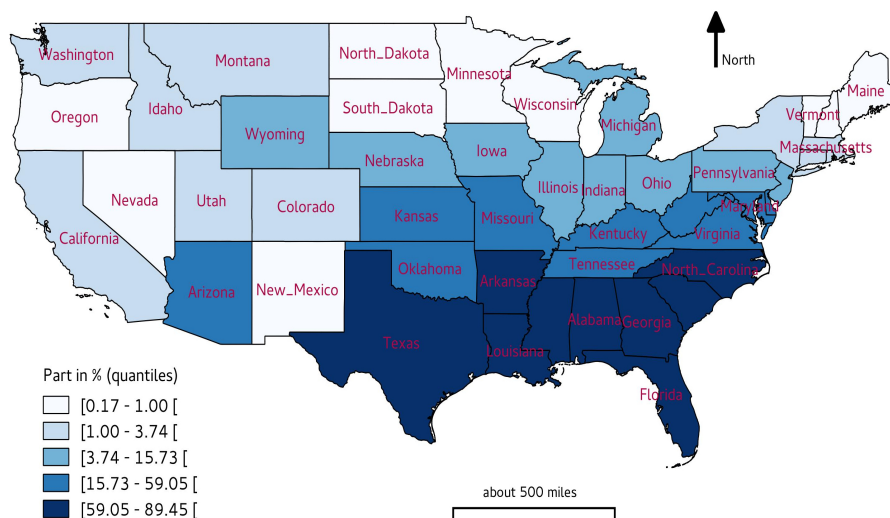 North
Washington
Montana
North_Dakota
Minnesota
Maine
Oregon
Idaho
South_Dakota
Wisconsin
Vermont
Wyoming
Michigan
Massachusetts
Nebraska
Iowa
Pennsylvania
Nevada
Utah
Colorado
Illinois
Indiana
Ohio
Kansas
Missouri
Maryland
California
Kentucky
Virginia
Arizona
New_Mexico
Oklahoma
Tennessee
North_Carolina
Arkansas
Texas
Louisiana
Alabama
Georgia
Florida
Part in % (quantiles)
[0.17 - 1.00 [
[1.00 - 3.74 [
[3.74 - 15.73 [
[15.73 - 59.05 [
[59.05 - 89.45 [
about 500 miles